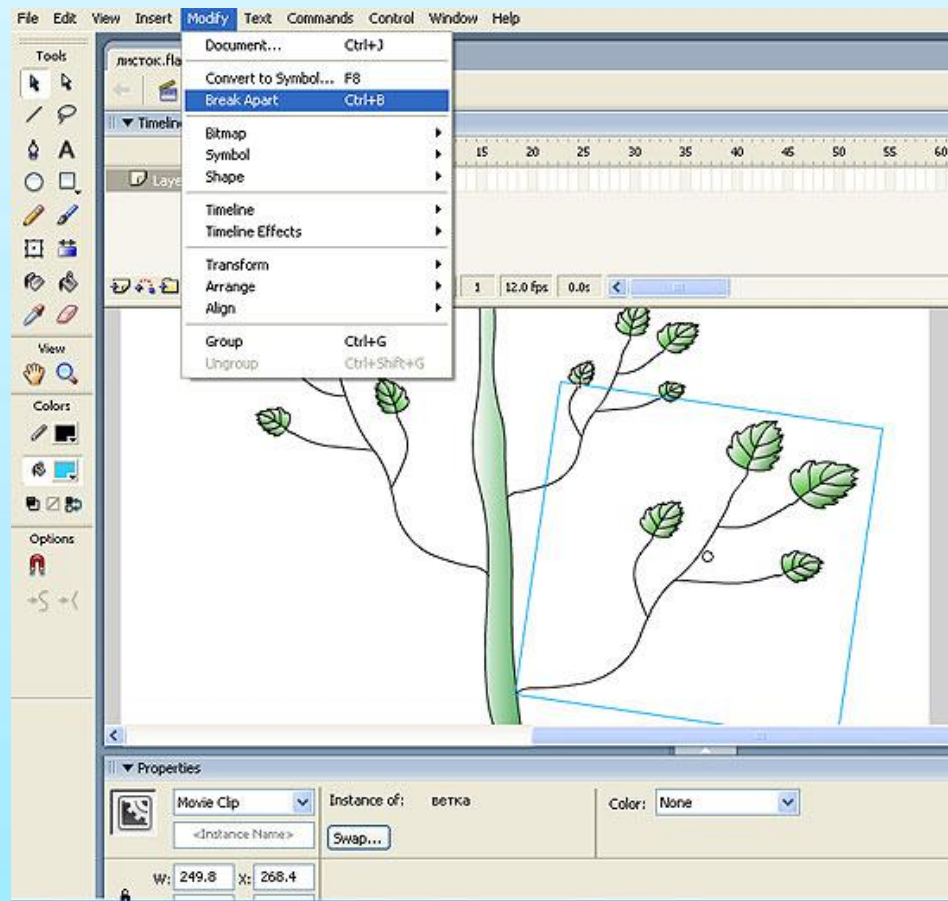 File Edit View Insert Modify Text Commands Control Window Help
Tools
Document... Ctrl+J
листок.fla
Convert to Symbol... F8
Break Apart Ctrl+B
Timeline
Bitmap
Symbol
Shape
15 20 25 30 35 40 45 50 55 60
Timeline
Timeline Effects
Transform
Arrange
Align
1 12.0 fps 0.0s
Group Ctrl+G
Ungroup Ctrl+Shift+G
View
Colors
Options
Properties
Movie Clip Instance of: ветка Color: None
<Instance Name> Swap...
W: 249.8 X: 268.4